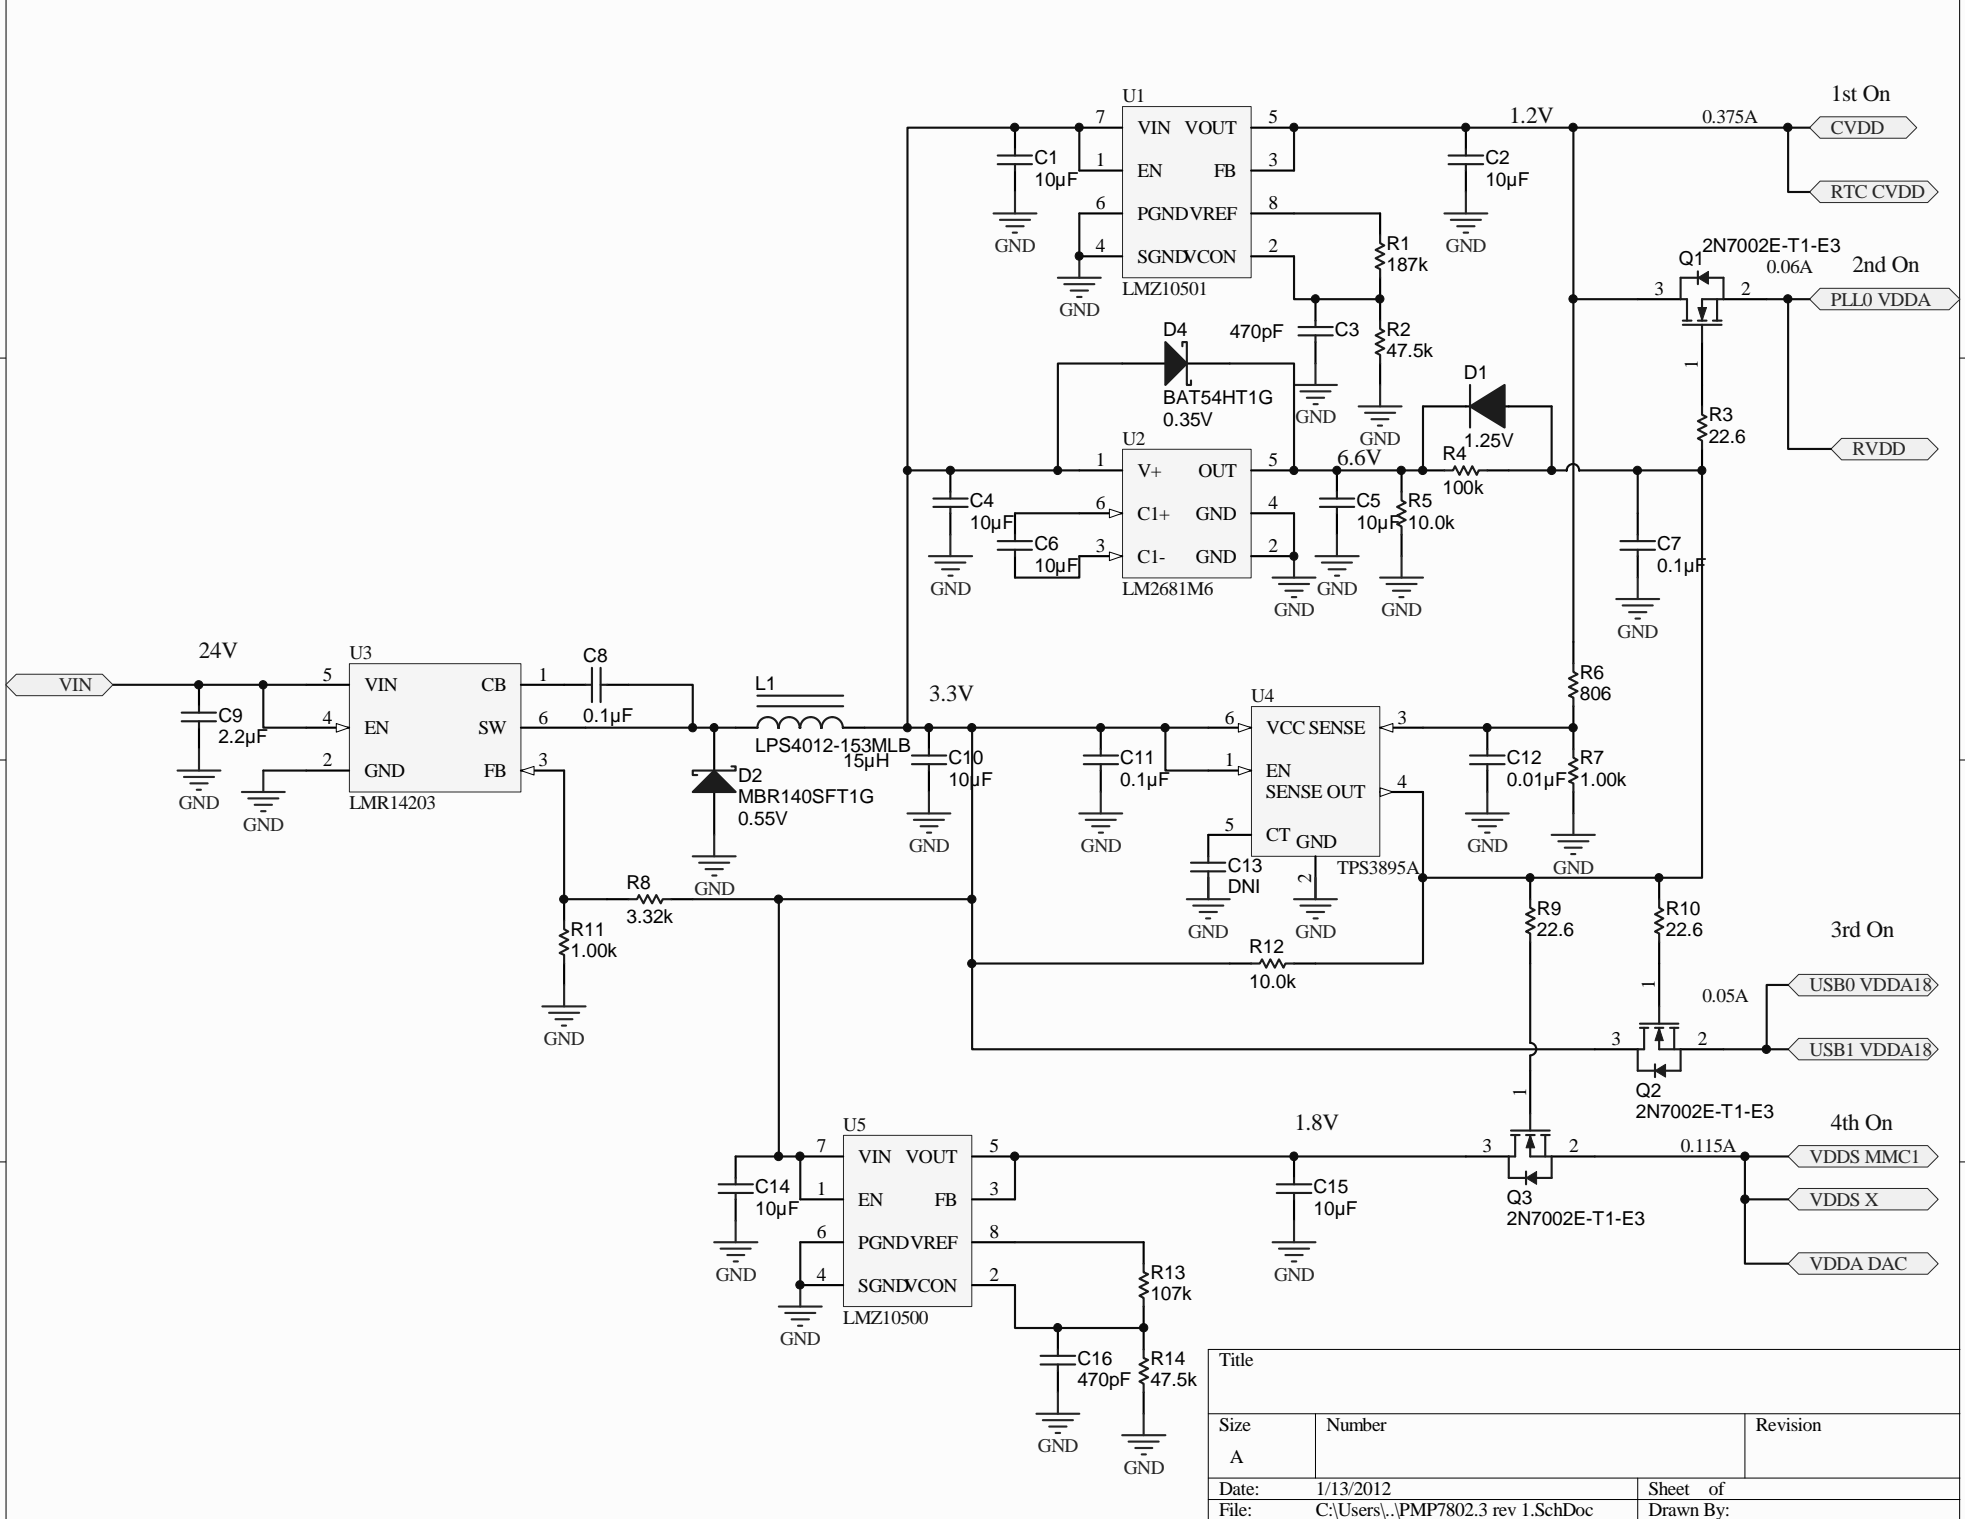 1st On
U1
7 VIN VOUT 5
1.2V
0.375A
CVDD
C1
10µF
1 EN FB 3
C2
10µF
RTC CVDD
6 PGND VREF 8
GND
4 SGND VCON 2
GND
R1
187k
LMZ10501
GND
Q1
2N7002E-T1-E3
0.06A
2nd On
3
2
PLL0 VDDA
1
D4
BAT54HT1G
0.35V
470pF
C3
GND
R2
47.5k
GND
D1
1.25V
R3
22.6
RVDD
U2
1 V+ OUT 5
6.6V
R4
100k
C4
10µF
GND
6 C1+ GND 4
C6
10µF
3 C1- GND 2
LM2681M6
GND
C5
10µF
GND
R5
10.0k
GND
C7
0.1µF
GND
24V
VIN
U3
5 VIN CB 1
C8
0.1µF
C9
2.2µF
GND
4 EN SW 6
2 GND FB 3
GND
LMR14203
L1
LPS4012-153MLB
15µH
3.3V
D2
MBR140SFT1G
0.55V
GND
C10
10µF
GND
C11
0.1µF
GND
U4
6 VCC SENSE 3
1 EN
SENSE OUT 4
5 CT GND
2
TPS3895A
C13
DNI
GND
GND
R6
806
C12
0.01µF
GND
R7
1.00k
GND
R8
3.32k
R11
1.00k
GND
R12
10.0k
R9
22.6
R10
22.6
3rd On
1
0.05A
USB0 VDDA18
3
2
USB1 VDDA18
Q2
2N7002E-T1-E3
U5
7 VIN VOUT 5
1.8V
1
3
2
0.115A
4th On
VDDS MMC1
C14
10µF
GND
1 EN FB 3
C15
10µF
GND
Q3
2N7002E-T1-E3
VDDS X
6 PGND VREF 8
4 SGND VCON 2
GND
LMZ10500
R13
107k
VDDA DAC
C16
470pF
GND
R14
47.5k
GND
Title
Size
A
Number
Revision
Date: 1/13/2012
Sheet of
File: C:\Users\..\PMP7802.3 rev 1.SchDoc
Drawn By: